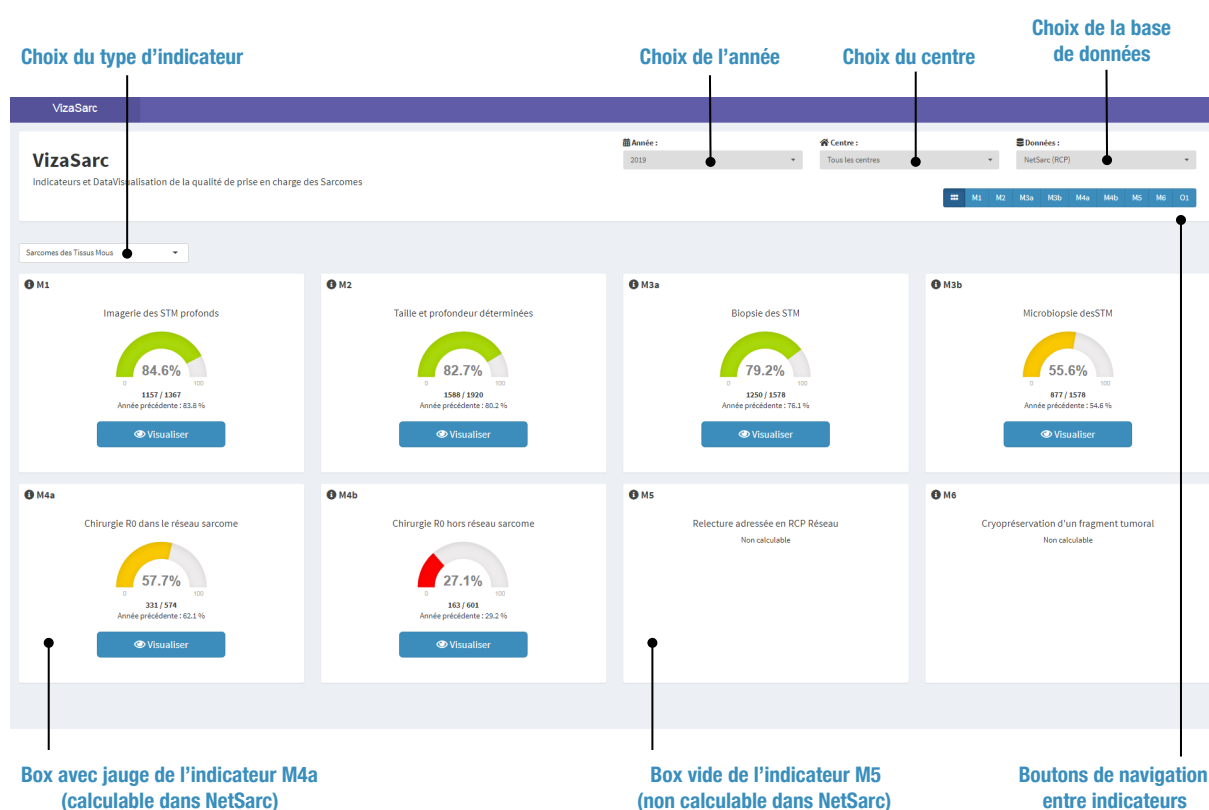 Choix de la base
de données
Choix du type d’indicateur
Choix de l’année
Choix du centre
VizaSarc
VizaSarc
Indicateurs et DataVisualisation de la qualité de prise en charge des Sarcomes
Année :
2019
Centre :
Tous les centres
Données :
NetSarc (RCP)
M1 M2 M3a M3b M4a M4b M5 M6 O1
Sarcomes des Tissus Mous
M1
Imagerie des STM profonds
84.6%
0 100
1157 / 1367
Année précédente : 83.8 %
Visualiser
M2
Taille et profondeur déterminées
82.7%
0 100
1588 / 1920
Année précédente : 80.2 %
Visualiser
M3a
Biopsie des STM
79.2%
0 100
1250 / 1578
Année précédente : 76.1 %
Visualiser
M3b
Microbiopsie desSTM
55.6%
0 100
877 / 1578
Année précédente : 54.6 %
Visualiser
M4a
Chirurgie R0 dans le réseau sarcome
57.7%
0 100
331 / 574
Année précédente : 62.1 %
Visualiser
M4b
Chirurgie R0 hors réseau sarcome
27.1%
0 100
163 / 601
Année précédente : 29.2 %
Visualiser
M5
Relecture adressée en RCP Réseau
Non calculable
M6
Cryopréservation d'un fragment tumoral
Non calculable
Box avec jauge de l’indicateur M4a
(calculable dans NetSarc)
Box vide de l’indicateur M5
(non calculable dans NetSarc)
Boutons de navigation
entre indicateurs